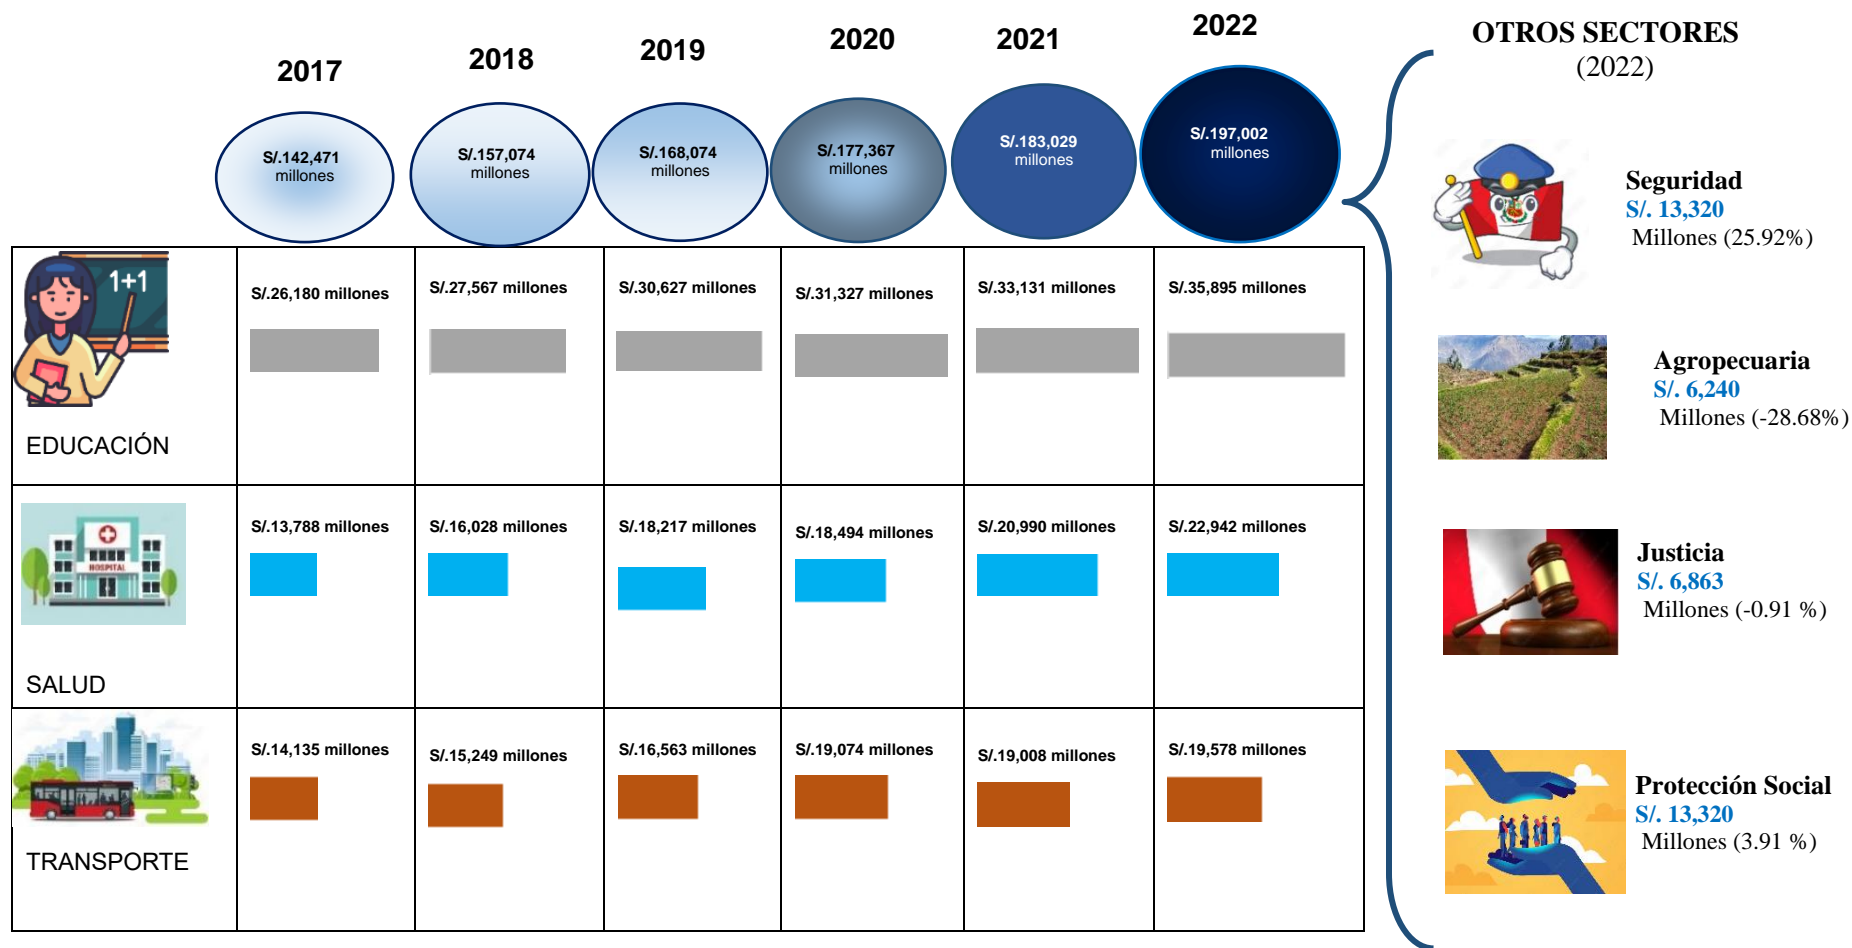 2017
2018
2019
2020
2021
2022
S/.142,471
millones
S/.157,074
millones
S/.168,074
millones
S/.177,367
millones
S/.183,029
millones
S/.197,002
millones
1+1
EDUCACIÓN
S/.26,180 millones
S/.27,567 millones
S/.30,627 millones
S/.31,327 millones
S/.33,131 millones
S/.35,895 millones
HOSPITAL
SALUD
S/.13,788 millones
S/.16,028 millones
S/.18,217 millones
S/.18,494 millones
S/.20,990 millones
S/.22,942 millones
TRANSPORTE
S/.14,135 millones
S/.15,249 millones
S/.16,563 millones
S/.19,074 millones
S/.19,008 millones
S/.19,578 millones
OTROS SECTORES
(2022)
Seguridad
S/. 13,320
Millones (25.92%)
Agropecuaria
S/. 6,240
Millones (-28.68%)
Justicia
S/. 6,863
Millones (-0.91 %)
Protección Social
S/. 13,320
Millones (3.91 %)